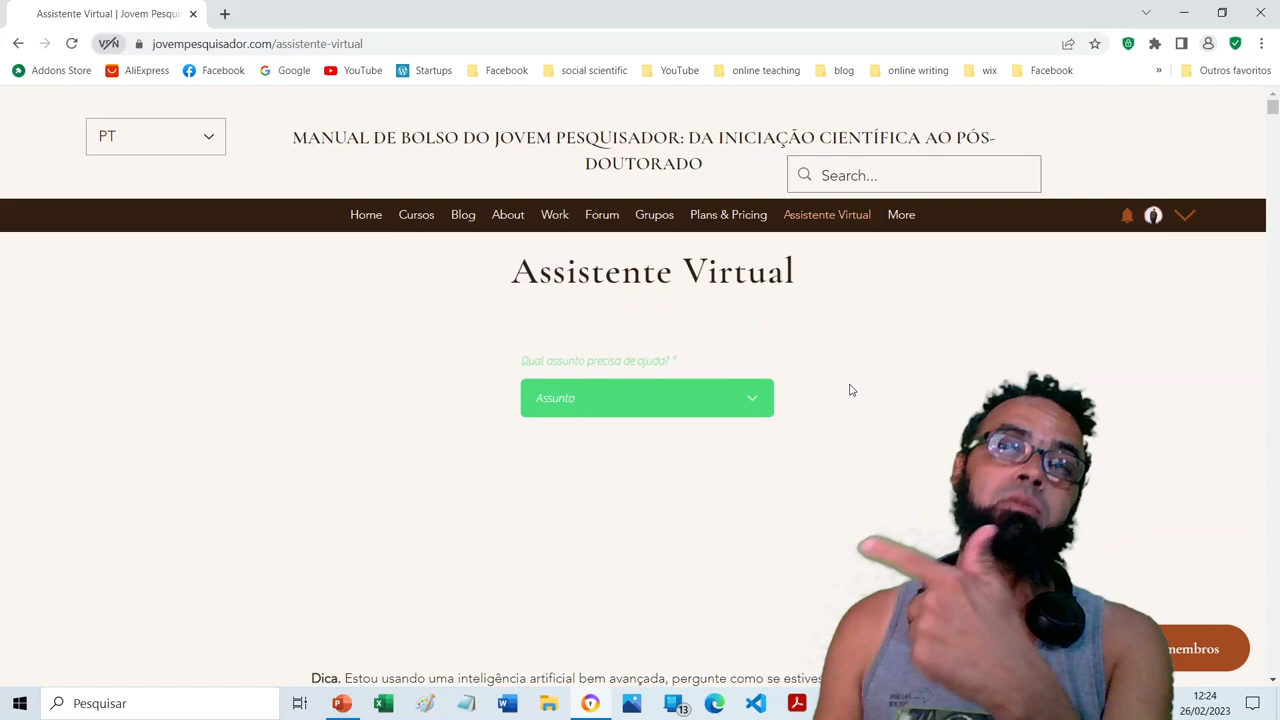 Assistente Virtual | Jovem Pesqui
VPN
jovempesquisador.com/assistente-virtual
Addons Store AliExpress Facebook Google YouTube Startups Facebook social scientific YouTube online teaching blog online writing wix Facebook » Outros favoritos
PT
MANUAL DE BOLSO DO JOVEM PESQUISADOR: DA INICIAÇÃO CIENTÍFICA AO PÓS-
DOUTORADO
Search...
Home Cursos Blog About Work Forum Grupos Plans & Pricing Assistente Virtual More
Assistente Virtual
Qual assunto precisa de ajuda? *
Assunto
membros
Dica. Estou usando uma inteligência artificial bem avançada, pergunte como se estives
Pesquisar
13
12:24
26/02/2023